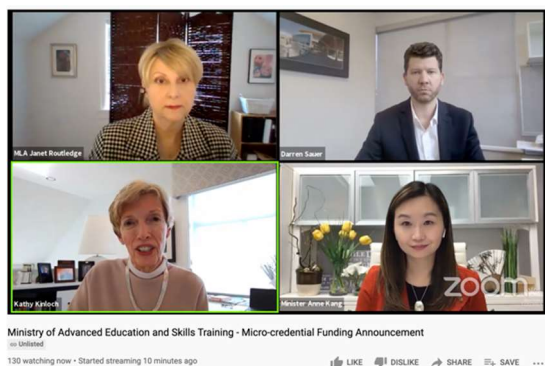 MLA Janet Routledge
Darren Sauer
Kathy Kinloch
Minister Anne Kang
zoom
Ministry of Advanced Education and Skills Training - Micro-credential Funding Announcement
Unlisted
130 watching now • Started streaming 10 minutes ago
LIKE
DISLIKE
SHARE
SAVE